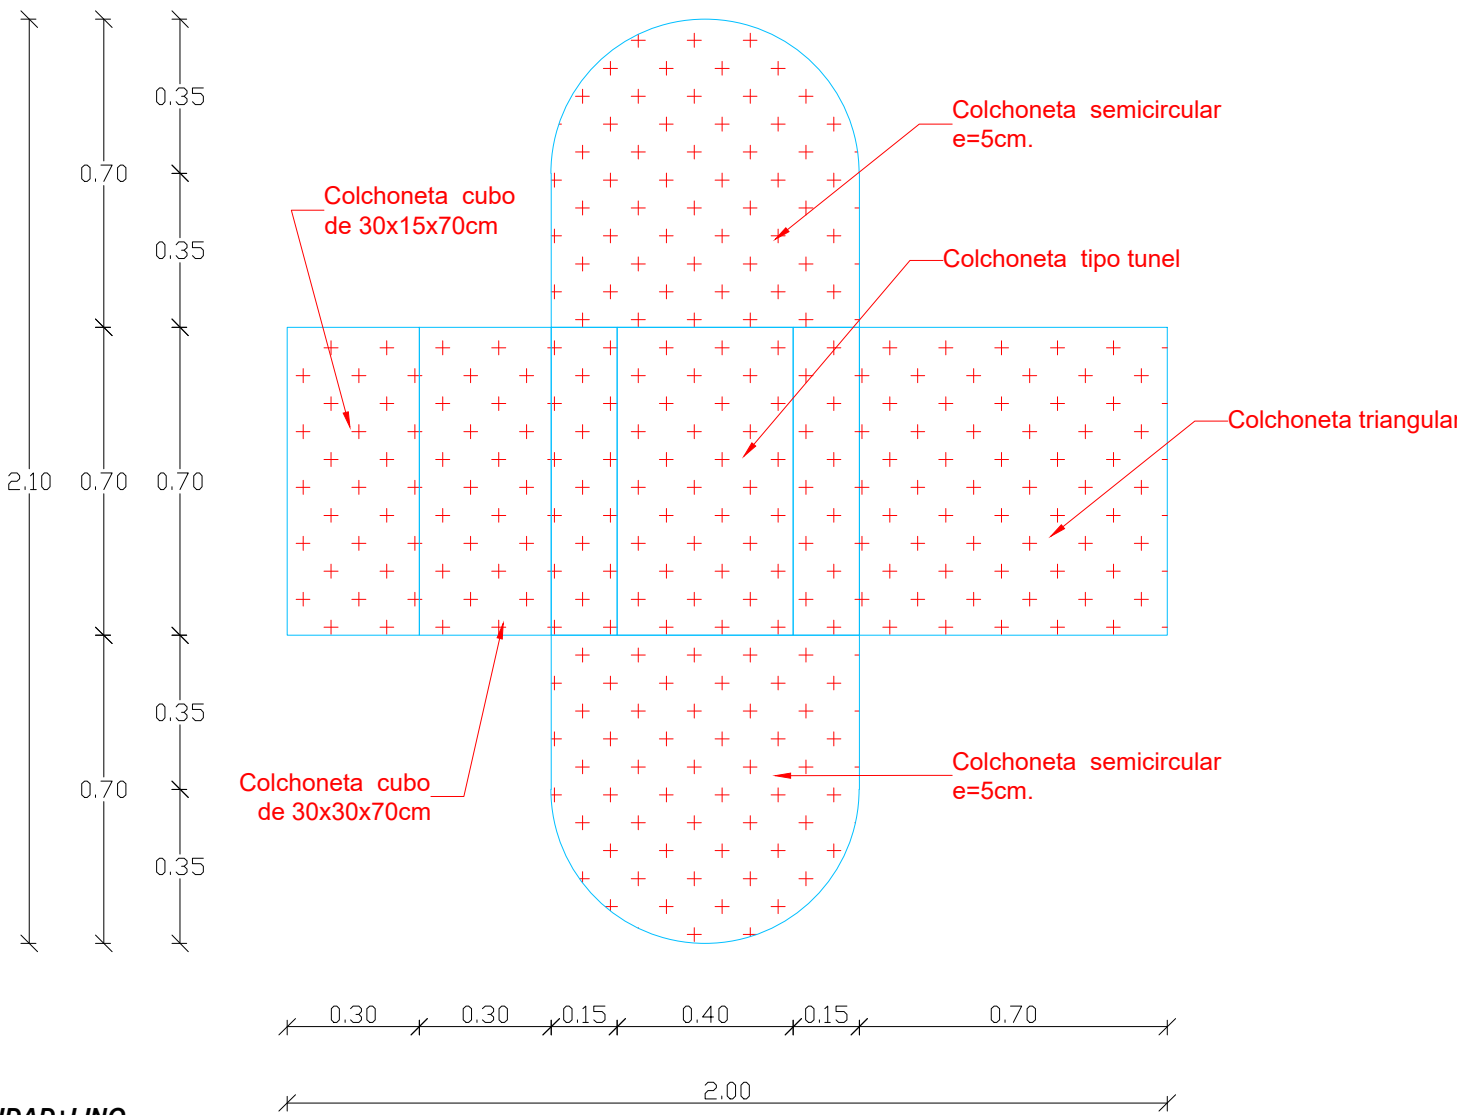 0.35
Colchoneta semicircular
e=5cm.
0.70
Colchoneta cubo
de 30x15x70cm
0.35
Colchoneta tipo tunel
Colchoneta triangular
2.10
0.70
0.70
0.35
Colchoneta semicircular
e=5cm.
0.70
Colchoneta cubo
de 30x30x70cm
0.35
0.30
0.30
0.15
0.40
0.15
0.70
2.00